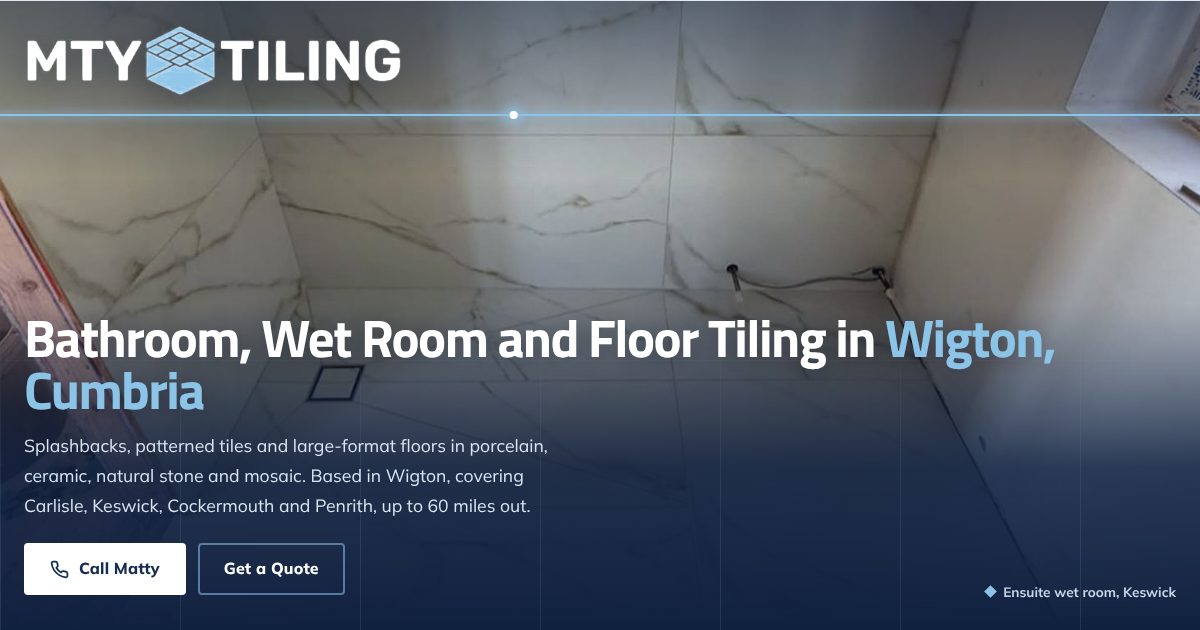 MTY TILING
Bathroom, Wet Room and Floor Tiling in Wigton,
Cumbria
Splashbacks, patterned tiles and large-format floors in porcelain,
ceramic, natural stone and mosaic. Based in Wigton, covering
Carlisle, Keswick, Cockermouth and Penrith, up to 60 miles out.
Call Matty
Get a Quote
Ensuite wet room, Keswick